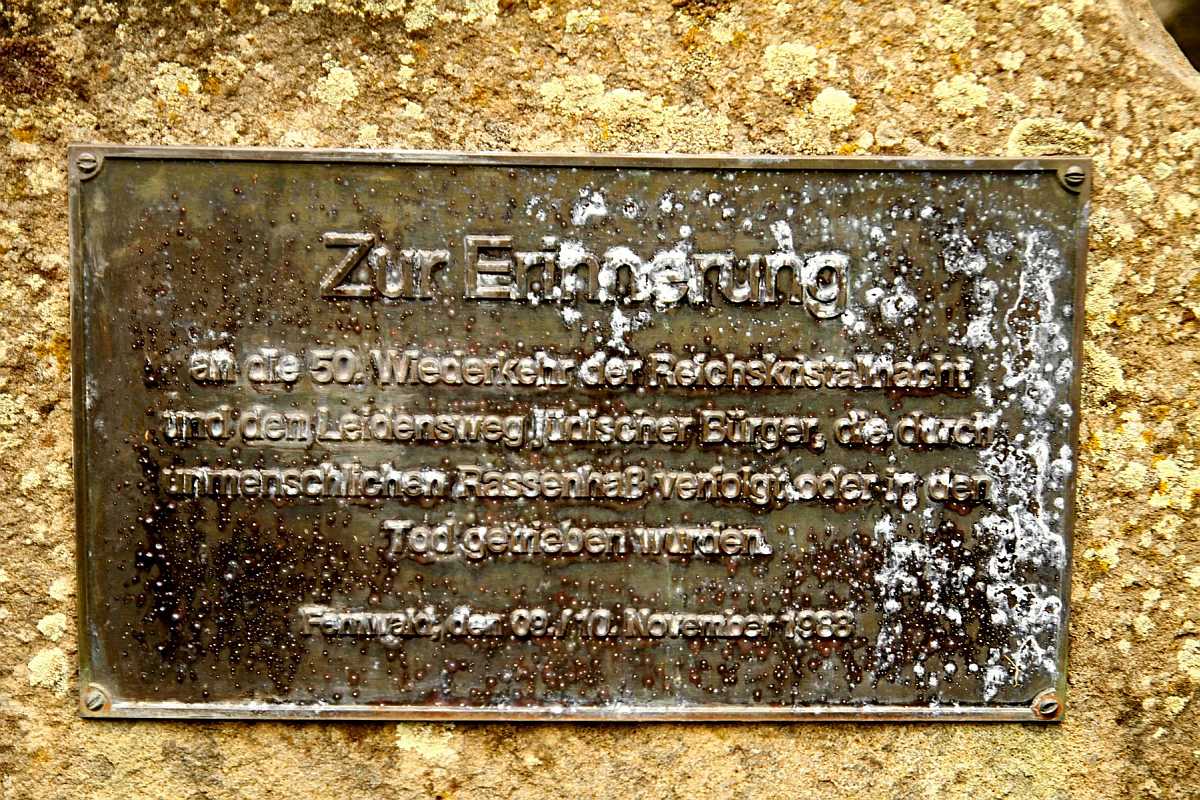 Zur Erinnerung
an die 50. Wiederkehr der Reichskristallnacht
und den Leidensweg jüdischer Bürger, die durch
unmenschlichen Rassenhaß verfolgt oder in den
Tod getrieben wurden.
Fernwald, den 09./10. November 1988